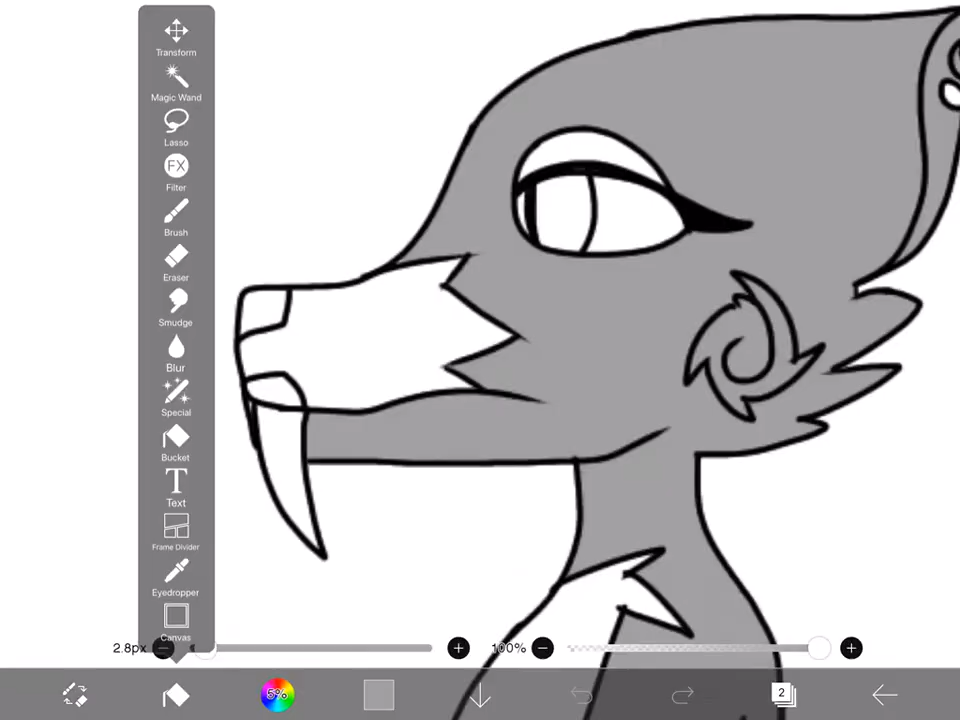 Transform
Magic Wand
Lasso
FX
Filter
Brush
Eraser
Smudge
Blur
Special
Bucket
T
Text
Frame Divider
Eyedropper
Canvas
2.8px
100%
5%
2